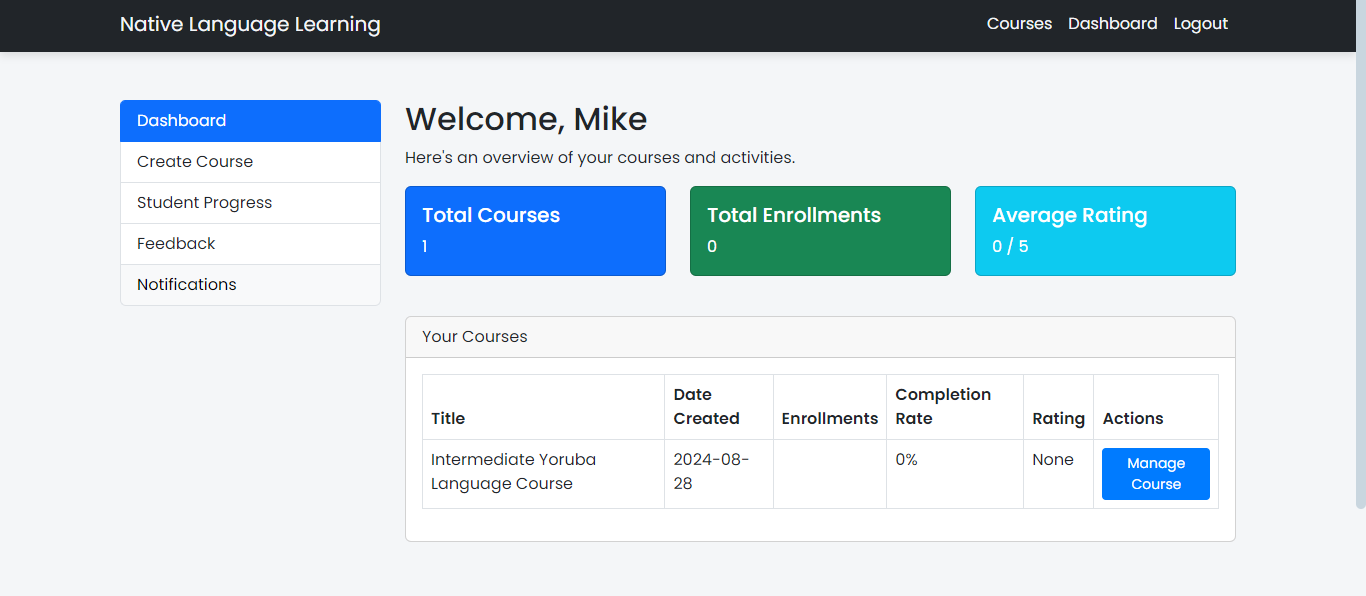 Native Language Learning
Courses Dashboard Logout
Dashboard
Create Course
Student Progress
Feedback
Notifications
Welcome, Mike
Here's an overview of your courses and activities.
Total Courses
1
Total Enrollments
0
Average Rating
0 / 5
Your Courses
Title
Date
Created
Enrollments
Completion
Rate
Rating
Actions
Intermediate Yoruba
Language Course
2024-08-
28
0%
None
Manage
Course